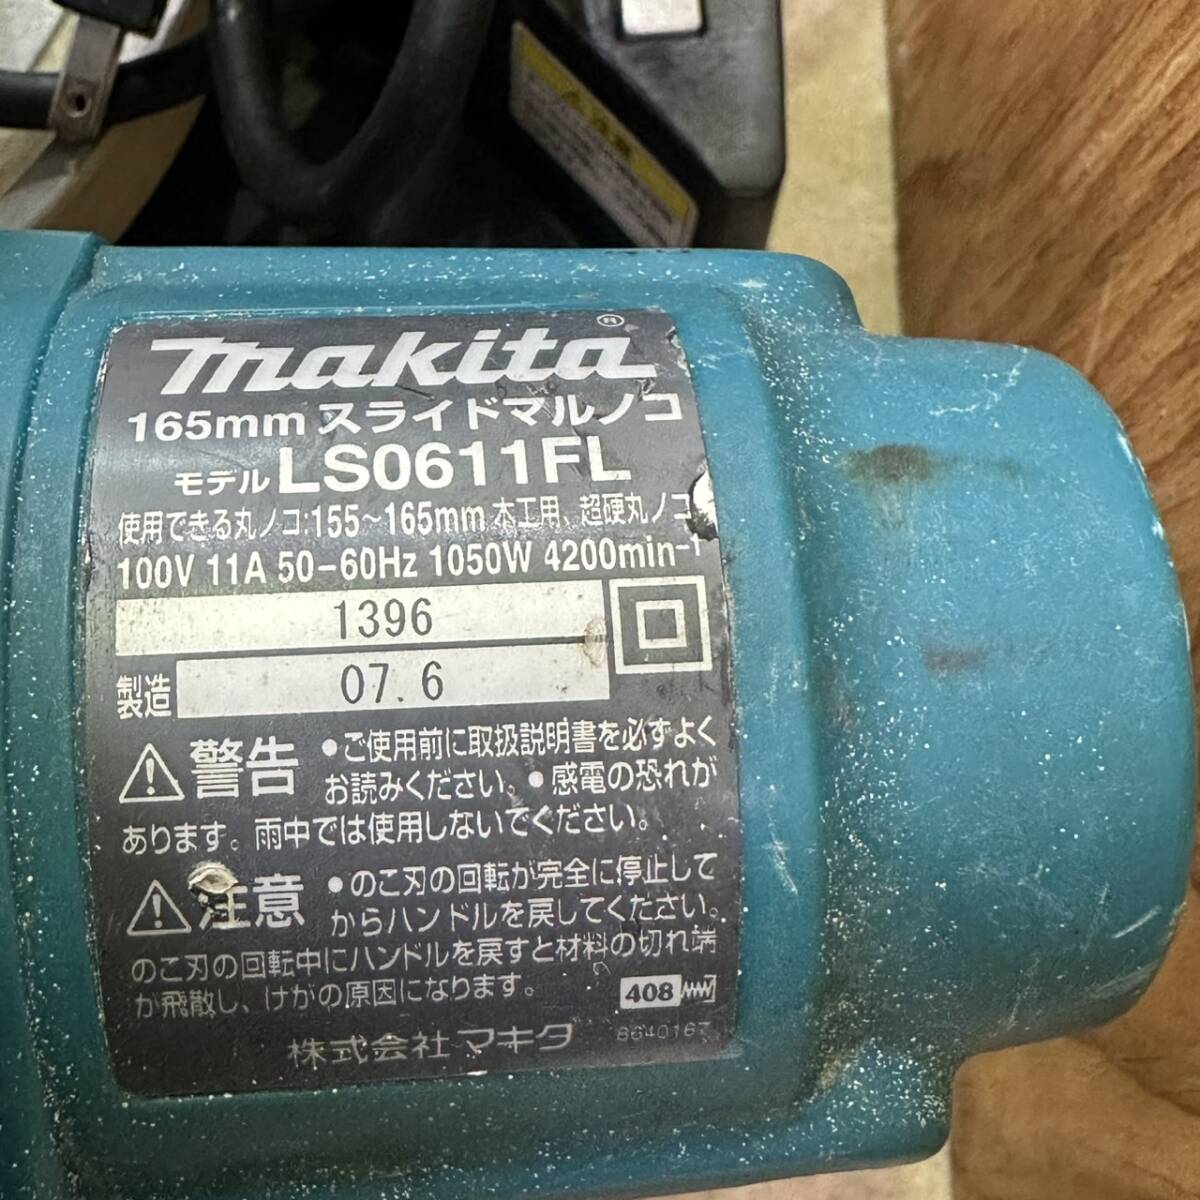 makita®
165mm スライドマルノコ
モデル LS0611FL
使用できる丸ノコ:155~165mm 木工用、超硬丸ノコ
100V 11A 50-60Hz 1050W 4200min⁻¹
1396
製造 07.6
⚠警告 ●ご使用前に取扱説明書を必ずよく
お読みください。●感電の恐れが
あります。雨中では使用しないでください。
⚠注意 ●のこ刃の回転が完全に停止して
からハンドルを戻してください。
のこ刃の回転中にハンドルを戻すと材料の切れ端
が飛散し、けがの原因になります。
408
株式会社マキタ